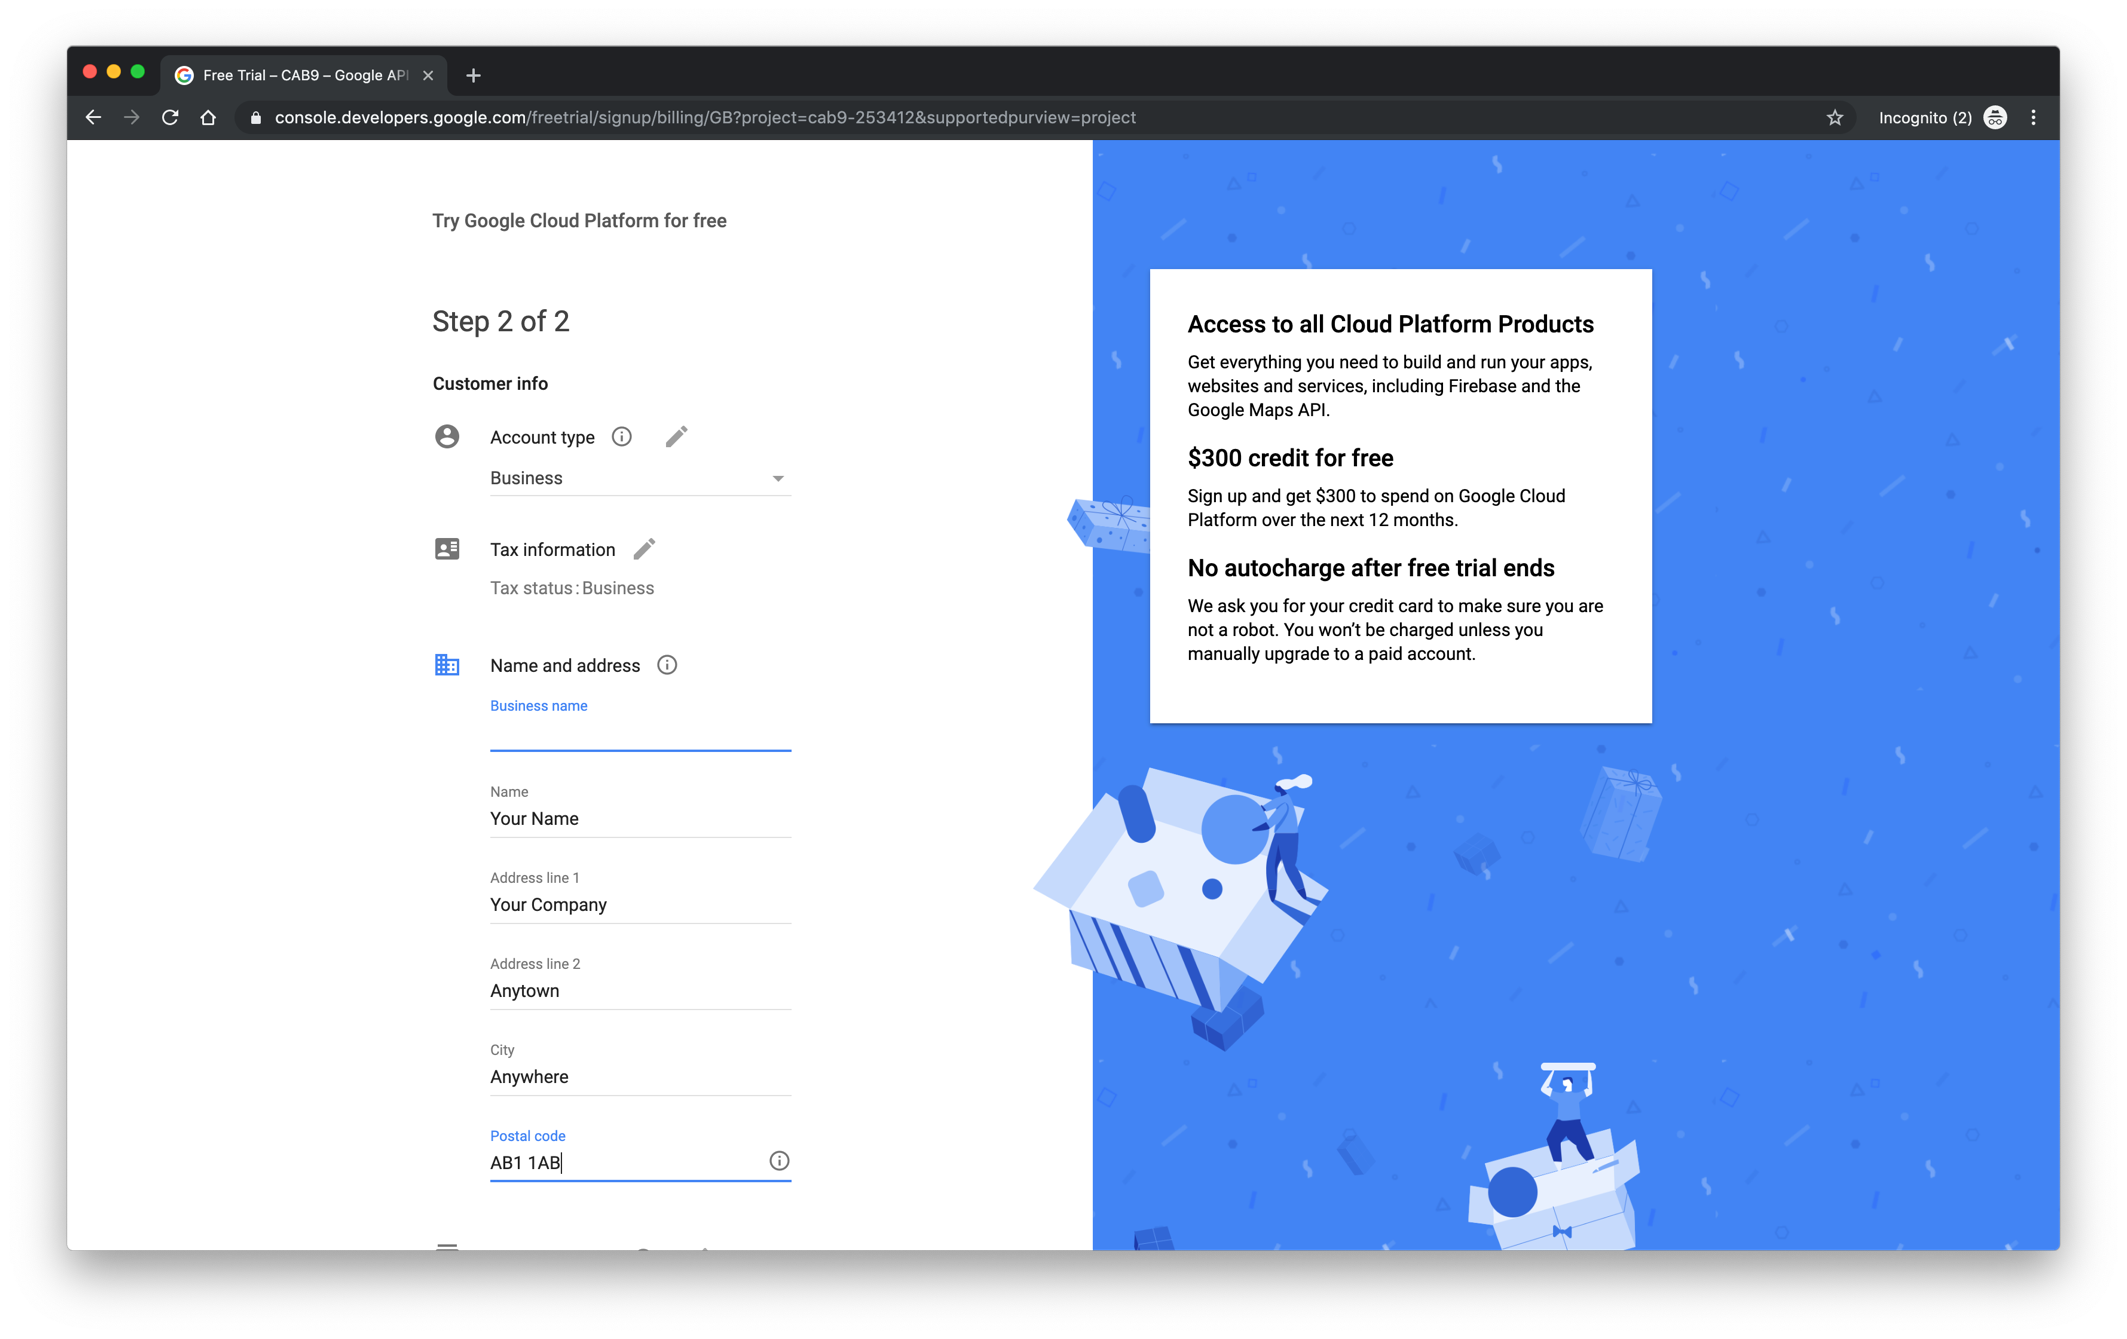 Free Trial – CAB9 – Google API
console.developers.google.com/freetrial/signup/billing/GB?project=cab9-253412&supportedpurview=project
Incognito (2)
Try Google Cloud Platform for free
Step 2 of 2
Customer info
Account type
Business
Tax information
Tax status: Business
Name and address
Business name
Name
Your Name
Address line 1
Your Company
Address line 2
Anytown
City
Anywhere
Postal code
AB1 1AB
Access to all Cloud Platform Products
Get everything you need to build and run your apps,
websites and services, including Firebase and the
Google Maps API.
$300 credit for free
Sign up and get $300 to spend on Google Cloud
Platform over the next 12 months.
No autocharge after free trial ends
We ask you for your credit card to make sure you are
not a robot. You won’t be charged unless you
manually upgrade to a paid account.